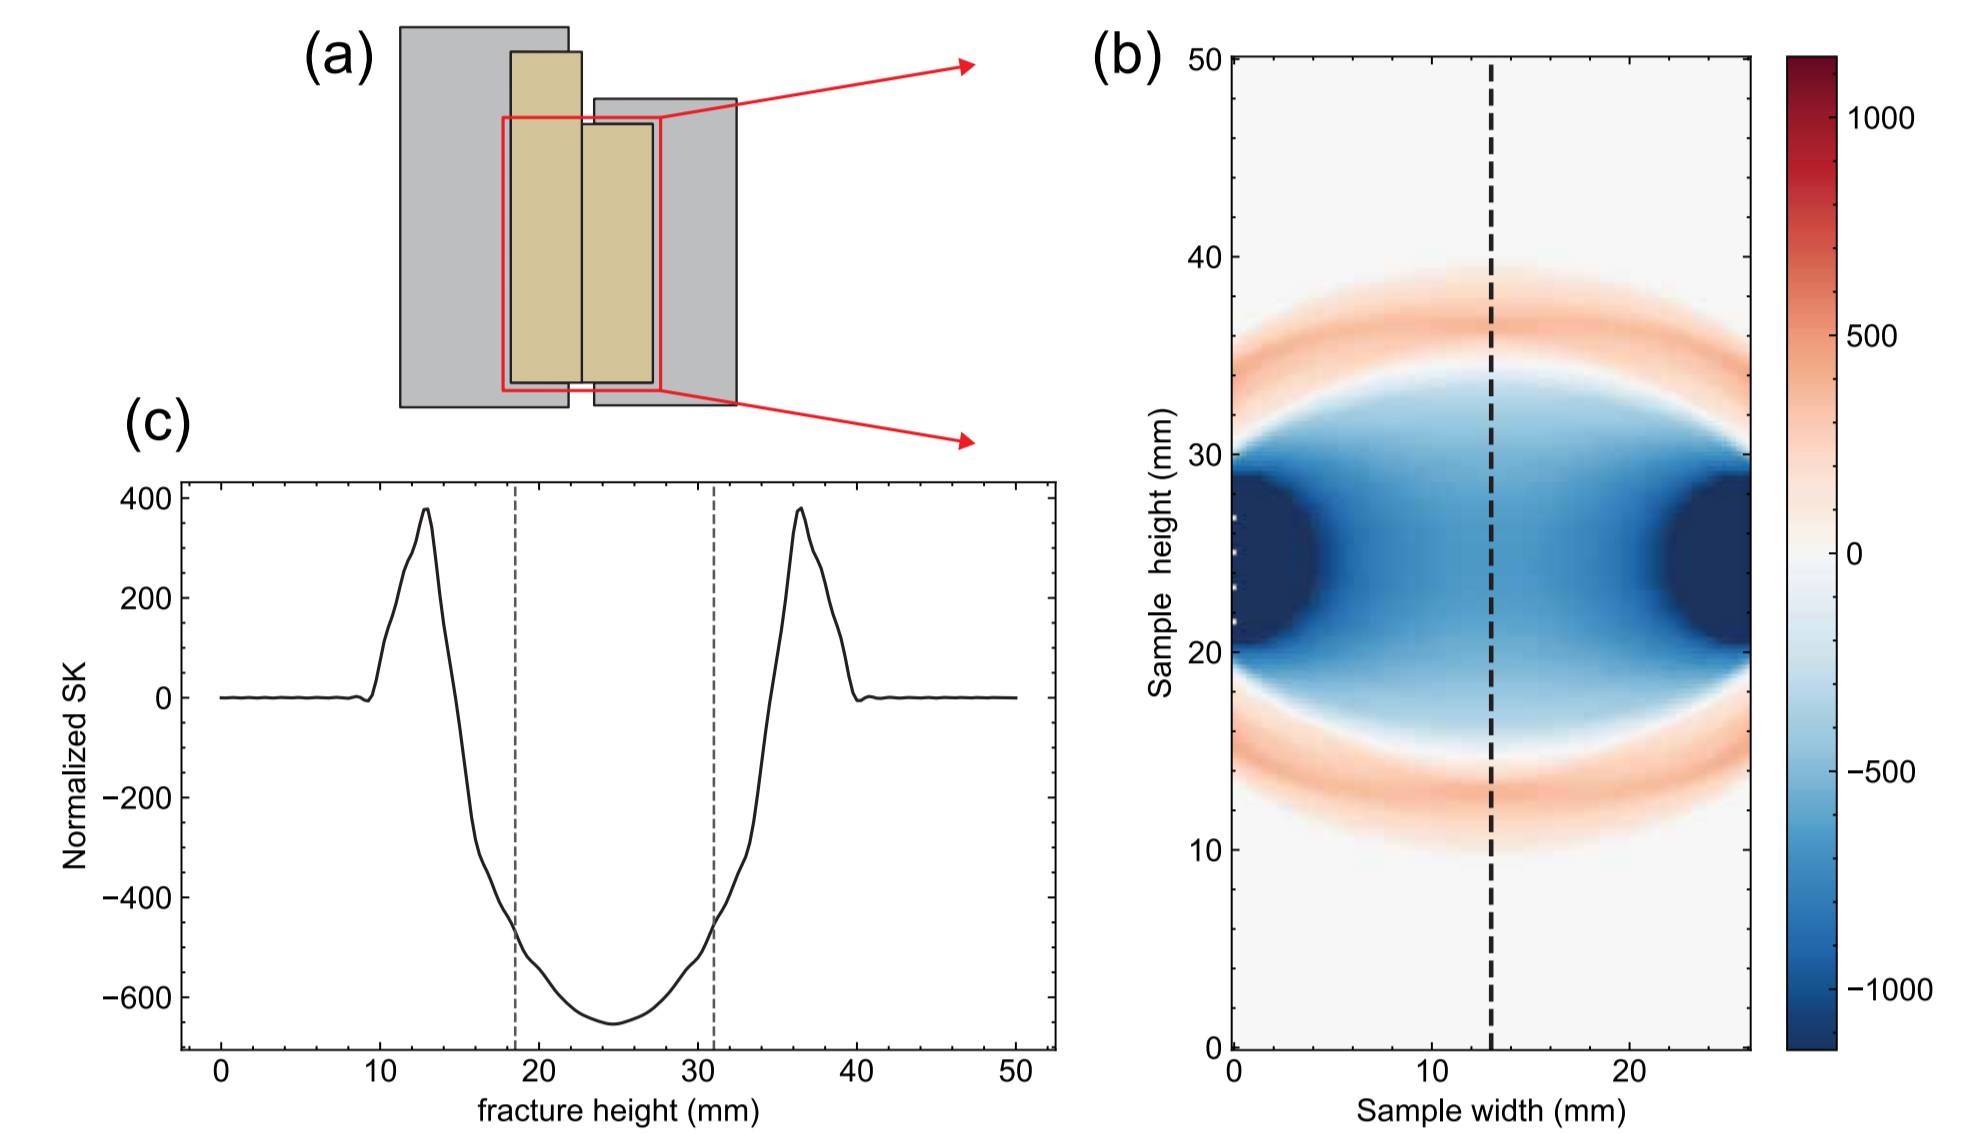 (a)
(b)
(c)
400
200
0
−200
−400
−600
Normalized SK
0 10 20 30 40 50
fracture height (mm)
50
40
30
20
10
0
Sample height (mm)
0 10 20
Sample width (mm)
1000
500
0
−500
−1000